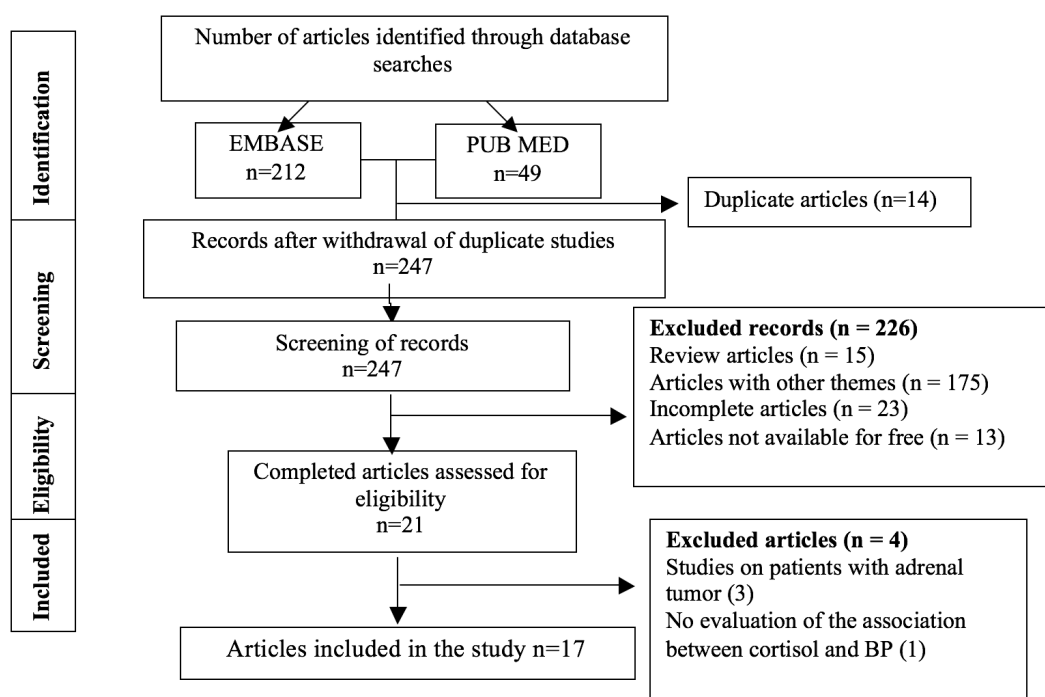 Identification
Number of articles identified through database
searches
EMBASE
n=212
PUB MED
n=49
Duplicate articles (n=14)
Screening
Records after withdrawal of duplicate studies
n=247
Screening of records
n=247
Excluded records (n = 226)
Review articles (n = 15)
Articles with other themes (n = 175)
Incomplete articles (n = 23)
Articles not available for free (n = 13)
Eligibility
Completed articles assessed for
eligibility
n=21
Included
Excluded articles (n = 4)
Studies on patients with adrenal
tumor (3)
No evaluation of the association
between cortisol and BP (1)
Articles included in the study n=17